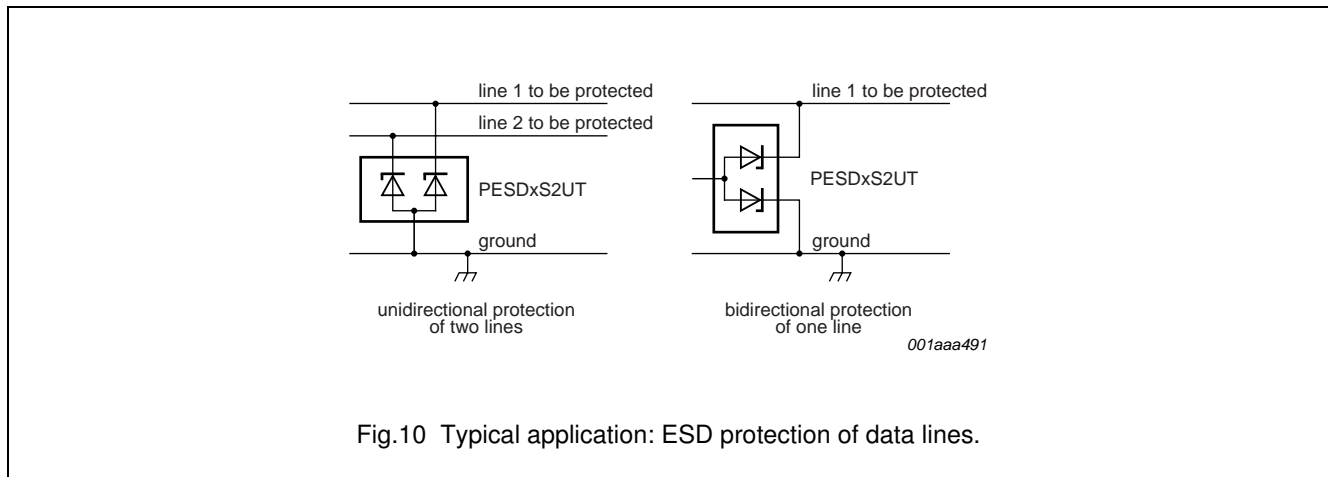 line 1 to be protected
line 2 to be protected
PESDxS2UT
ground
unidirectional protection
of two lines
line 1 to be protected
PESDxS2UT
ground
bidirectional protection
of one line
001aaa491
Fig.10 Typical application: ESD protection of data lines.